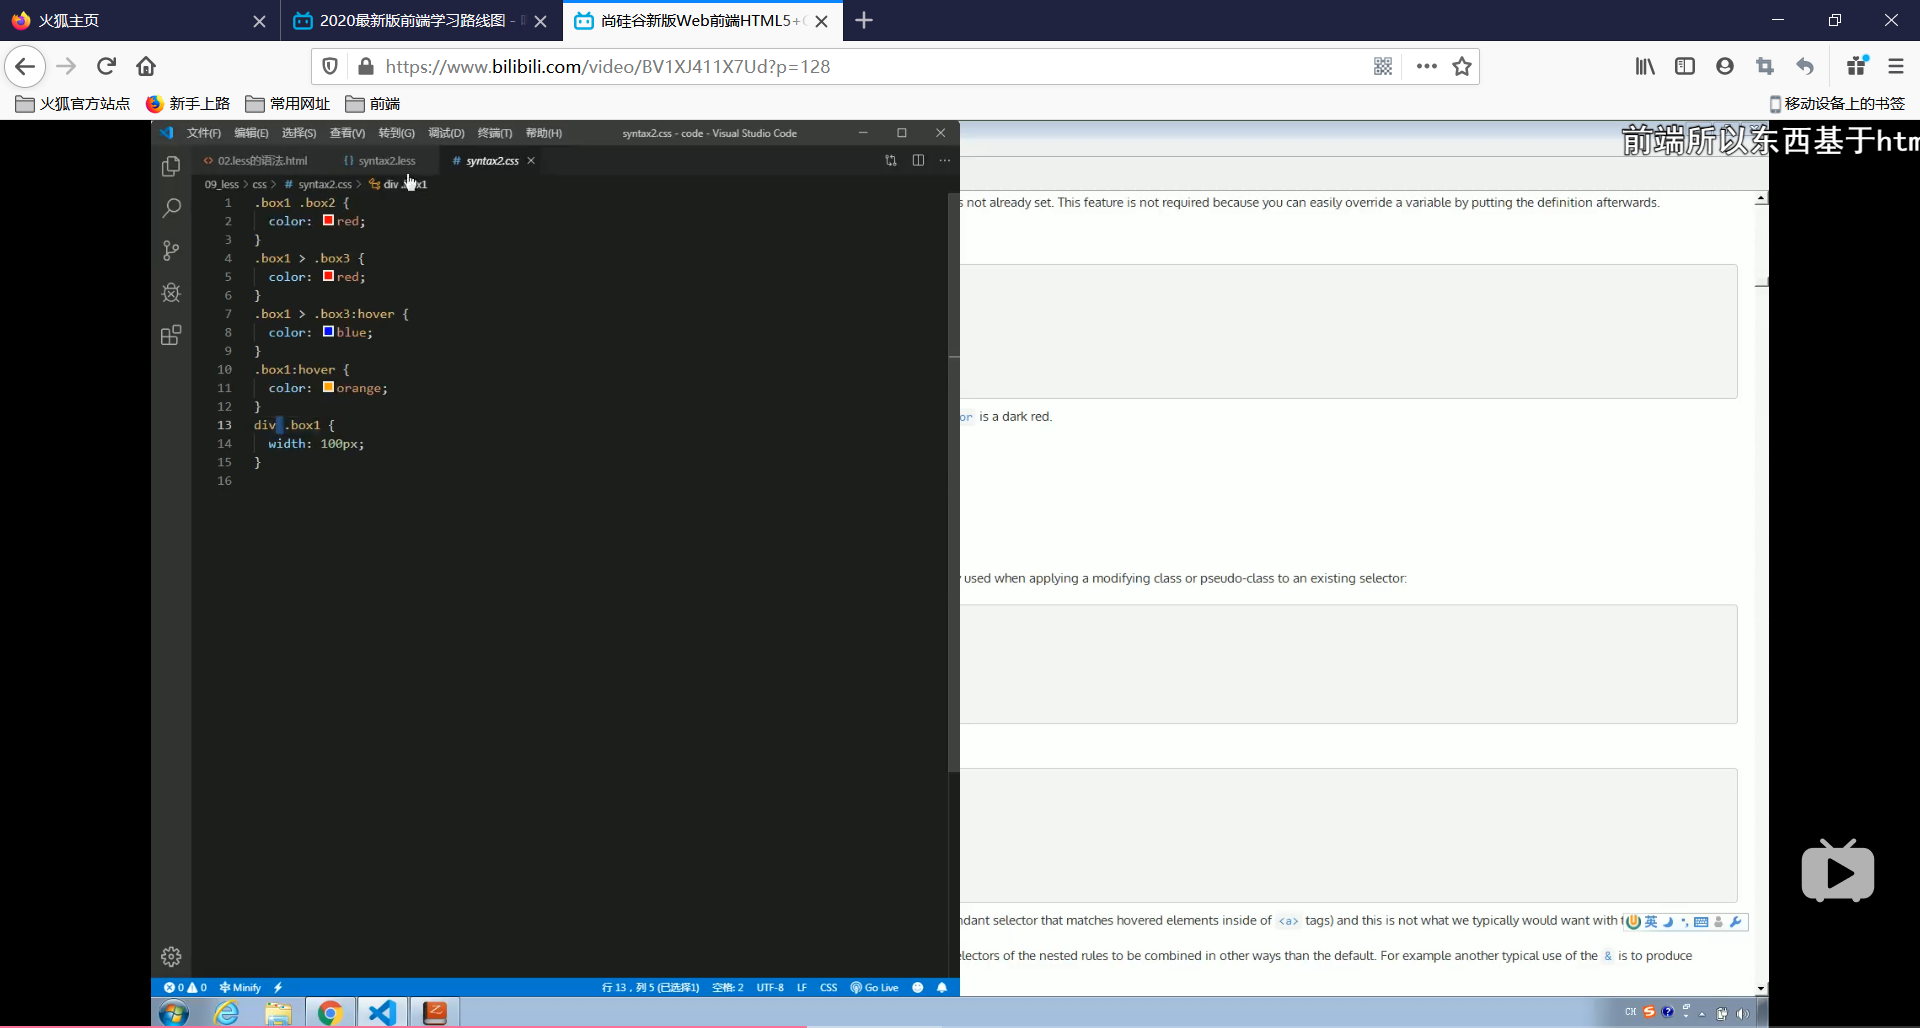 火狐主页
2020最新版前端学习路线图 -
尚硅谷新版Web前端HTML5+
https://www.bilibili.com/video/BV1XJ411X7Ud?p=128
火狐官方站点 新手上路 常用网址 前端 移动设备上的书签
文件(F) 编辑(E) 选择(S) 查看(V) 转到(G) 调试(D) 终端(T) 帮助(H) syntax2.css - code - Visual Studio Code
前端所以东西基于htm
02.less的语法.html syntax2.less # syntax2.css
09_less > css > # syntax2.css > div .box1
1 .box1 .box2 {
2 color: red;
3 }
4 .box1 > .box3 {
5 color: red;
6 }
7 .box1 > .box3:hover {
8 color: blue;
9 }
10 .box1:hover {
11 color: orange;
12 }
13 div .box1 {
14 width: 100px;
15 }
16
s not already set. This feature is not required because you can easily override a variable by putting the definition afterwards.
or is a dark red.
used when applying a modifying class or pseudo-class to an existing selector:
ndant selector that matches hovered elements inside of <a> tags) and this is not what we typically would want with
英
electors of the nested rules to be combined in other ways than the default. For example another typical use of the & is to produce
0 0 Minify 行 13，列 5 (已选择1) 空格: 2 UTF-8 LF CSS Go Live
CH